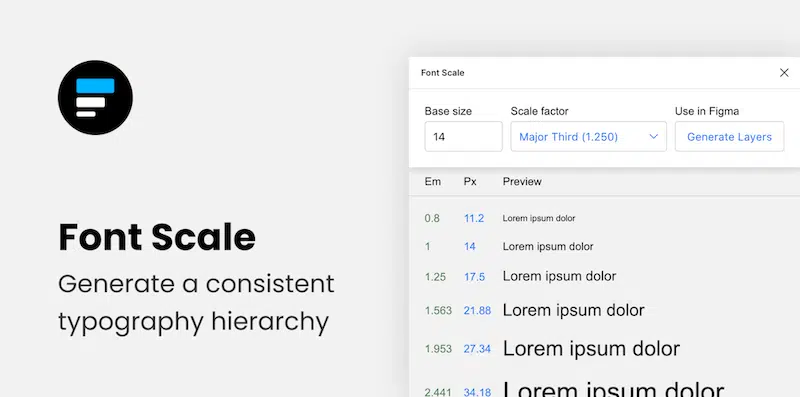 Font Scale
Generate a consistent
typography hierarchy
Font Scale
Base size Scale factor Use in Figma
14 Major Third (1.250) Generate Layers
Em Px Preview
0.8 11.2 Lorem ipsum dolor
1 14 Lorem ipsum dolor
1.25 17.5 Lorem ipsum dolor
1.563 21.88 Lorem ipsum dolor
1.953 27.34 Lorem ipsum dolor
2.441 34.18 Lorem ipsum dolor